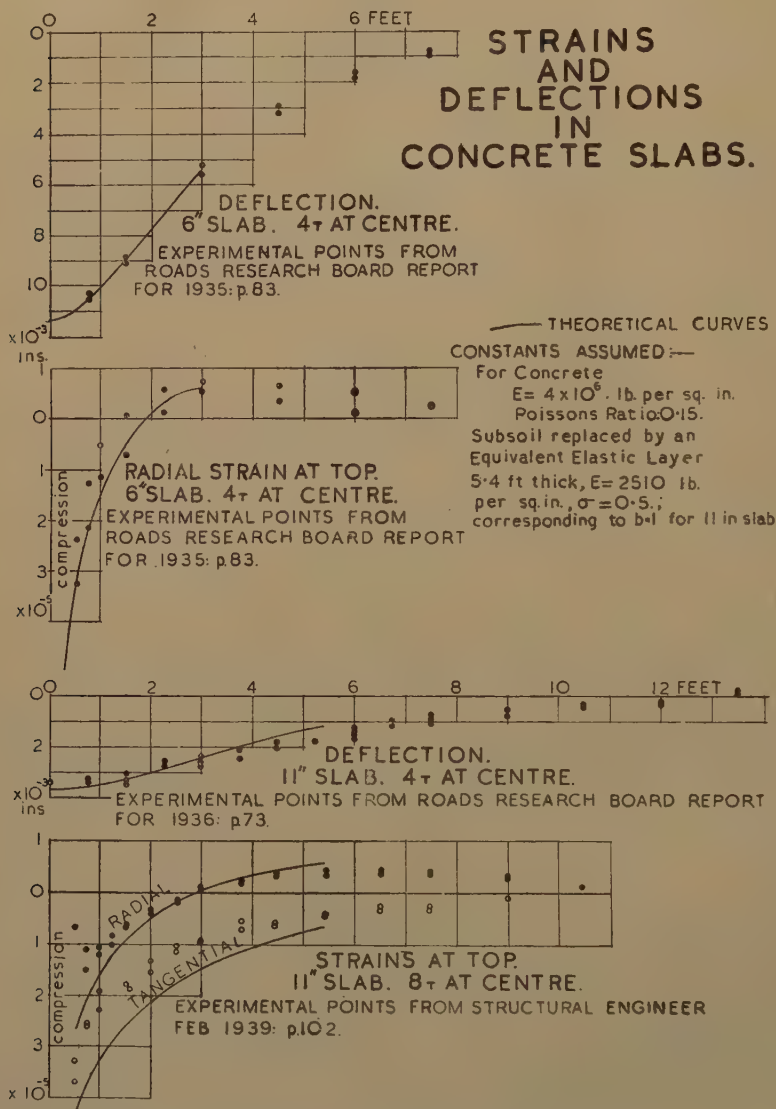 0 2 4 6 FEET
0
2
4
6
8
10
x10⁻³
ins.
STRAINS
AND
DEFLECTIONS
IN
CONCRETE SLABS.
DEFLECTION.
6" SLAB. 4T AT CENTRE.
EXPERIMENTAL POINTS FROM
ROADS RESEARCH BOARD REPORT
FOR 1935: p.83.
THEORETICAL CURVES
CONSTANTS ASSUMED:—
For Concrete
E= 4x10⁶. lb. per sq. in.
Poissons Ratio:0·15.
Subsoil replaced by an
Equivalent Elastic Layer
5·4 ft thick, E= 2510 lb.
per sq.in., σ=0·5.;
corresponding to b·1 for 11 in slab
1
0
1
2
3
x10⁻⁵
compression
RADIAL STRAIN AT TOP.
6" SLAB. 4T AT CENTRE.
EXPERIMENTAL POINTS FROM
ROADS RESEARCH BOARD REPORT
FOR .1935: p.83.
0 2 4 6 8 10 12 FEET
0
2
x10⁻³
ins
DEFLECTION.
11" SLAB. 4T AT CENTRE.
EXPERIMENTAL POINTS FROM ROADS RESEARCH BOARD REPORT
FOR 1936: p.73.
1
0
1
2
3
x 10⁻⁵
compression
RADIAL
TANGENTIAL
STRAINS AT TOP.
11" SLAB. 8T AT CENTRE.
EXPERIMENTAL POINTS FROM STRUCTURAL ENGINEER
FEB 1939: p.102.